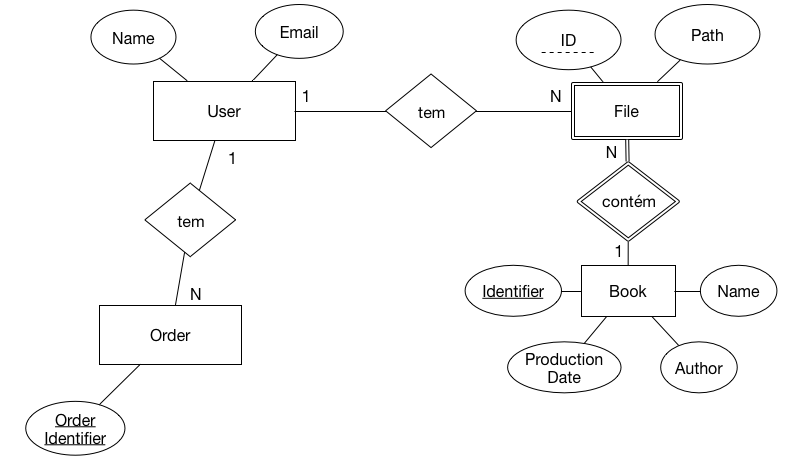 Name
Email
ID
Path
User
1
tem
N
File
1
N
tem
contém
1
N
Identifier
Book
Name
Order
Production
Date
Author
Order
Identifier